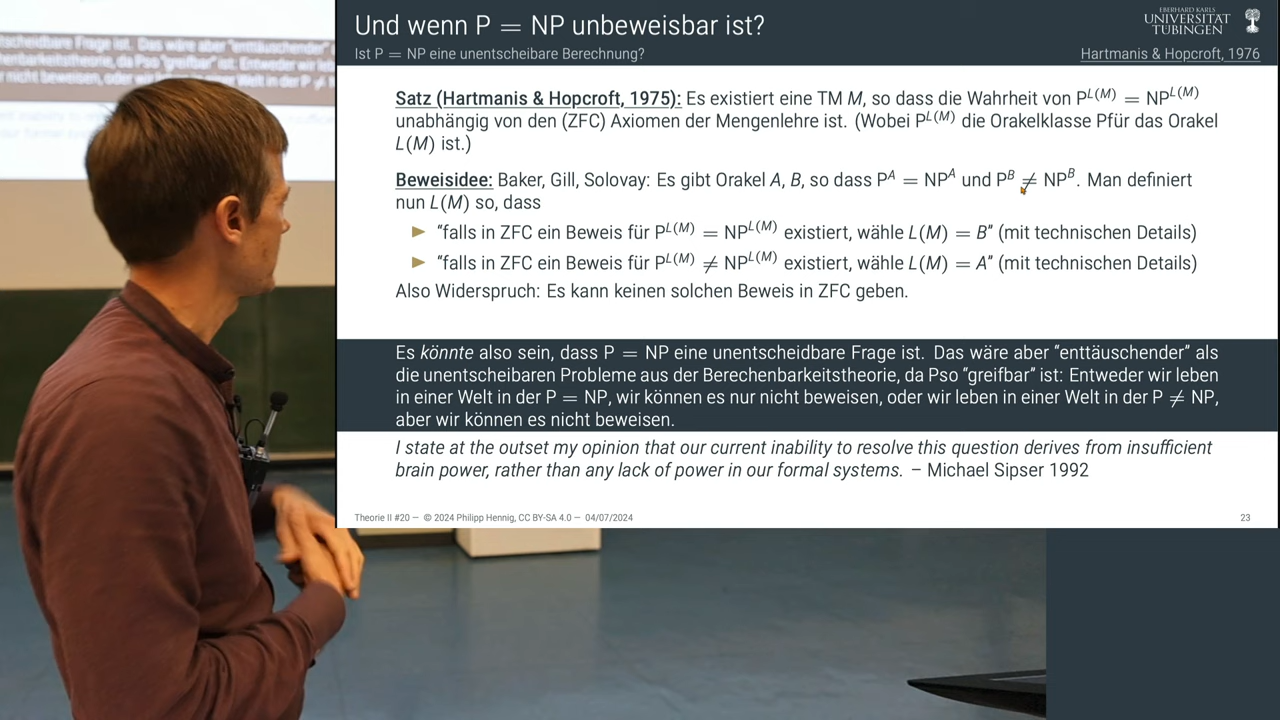 Und wenn P = NP unbeweisbar ist?
Ist P = NP eine unentscheibare Berechnung?
EBERHARD KARLS
UNIVERSITÄT
TÜBINGEN
Hartmanis & Hopcroft, 1976
Satz (Hartmanis & Hopcroft, 1975): Es existiert eine TM M, so dass die Wahrheit von P^L(M) = NP^L(M)
unabhängig von den (ZFC) Axiomen der Mengenlehre ist. (Wobei P^L(M) die Orakelklasse Pfür das Orakel
L(M) ist.)
Beweisidee: Baker, Gill, Solovay: Es gibt Orakel A, B, so dass P^A = NP^A und P^B ≠ NP^B. Man definiert
nun L(M) so, dass
▶ “falls in ZFC ein Beweis für P^L(M) = NP^L(M) existiert, wähle L(M) = B” (mit technischen Details)
▶ “falls in ZFC ein Beweis für P^L(M) ≠ NP^L(M) existiert, wähle L(M) = A” (mit technischen Details)
Also Widerspruch: Es kann keinen solchen Beweis in ZFC geben.
Es könnte also sein, dass P = NP eine unentscheidbare Frage ist. Das wäre aber “enttäuschender” als
die unentscheibaren Probleme aus der Berechenbarkeitstheorie, da Pso “greifbar” ist: Entweder wir leben
in einer Welt in der P = NP, wir können es nur nicht beweisen, oder wir leben in einer Welt in der P ≠ NP,
aber wir können es nicht beweisen.
I state at the outset my opinion that our current inability to resolve this question derives from insufficient
brain power, rather than any lack of power in our formal systems. – Michael Sipser 1992
Theorie II #20 — © 2024 Philipp Hennig, CC BY-SA 4.0 — 04/07/2024
23